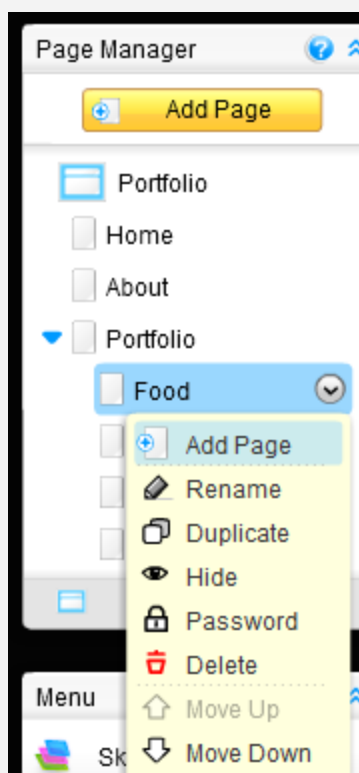 Page Manager
Add Page
Portfolio
Home
About
Portfolio
Food
Add Page
Rename
Duplicate
Hide
Password
Delete
Menu
Move Up
Sk
Move Down